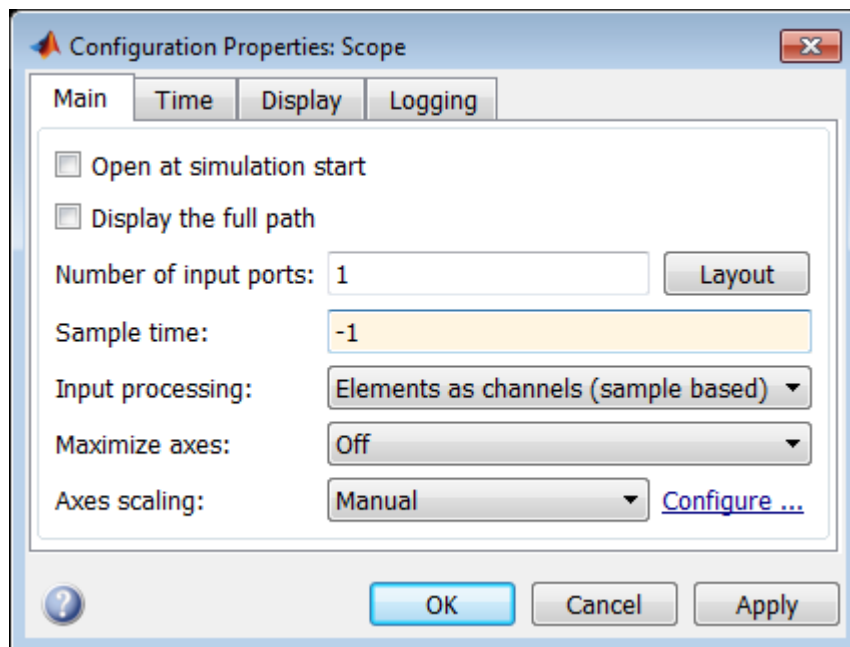 Configuration Properties: Scope
Main Time Display Logging
Open at simulation start
Display the full path
Number of input ports: 1 Layout
Sample time: -1
Input processing: Elements as channels (sample based)
Maximize axes: Off
Axes scaling: Manual Configure ...
? OK Cancel Apply